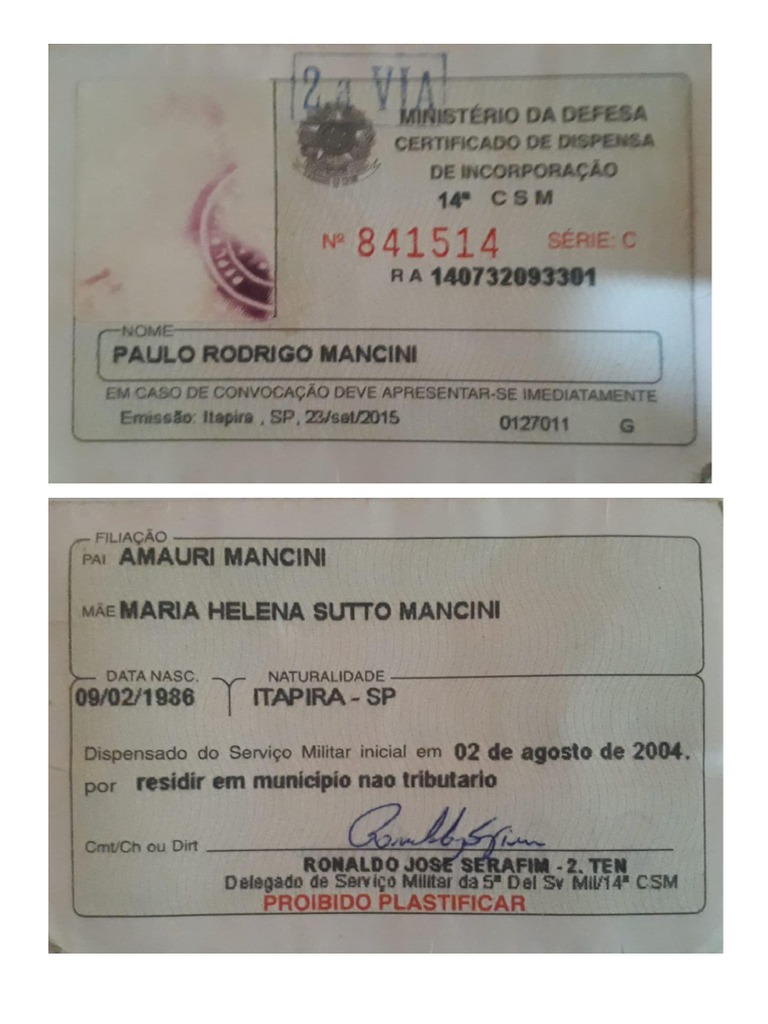 2a VIA
MINISTÉRIO DA DEFESA
CERTIFICADO DE DISPENSA
DE INCORPORAÇÃO
14ª C S M
Nº 841514 SÉRIE: C
R A 140732093301
NOME
PAULO RODRIGO MANCINI
EM CASO DE CONVOCAÇÃO DEVE APRESENTAR-SE IMEDIATAMENTE
Emissão: Itapira , SP, 23/set/2015 0127011 G
FILIAÇÃO
PAI AMAURI MANCINI
MÃE MARIA HELENA SUTTO MANCINI
DATA NASC. NATURALIDADE
09/02/1986 ITAPIRA - SP
Dispensado do Serviço Militar inicial em 02 de agosto de 2004.
por residir em municipio nao tributario
Cmt/Ch ou Dirt
RONALDO JOSE SERAFIM - 2. TEN
Delegado de Serviço Militar da 5ª Del Sv Mil/14ª CSM
PROIBIDO PLASTIFICAR